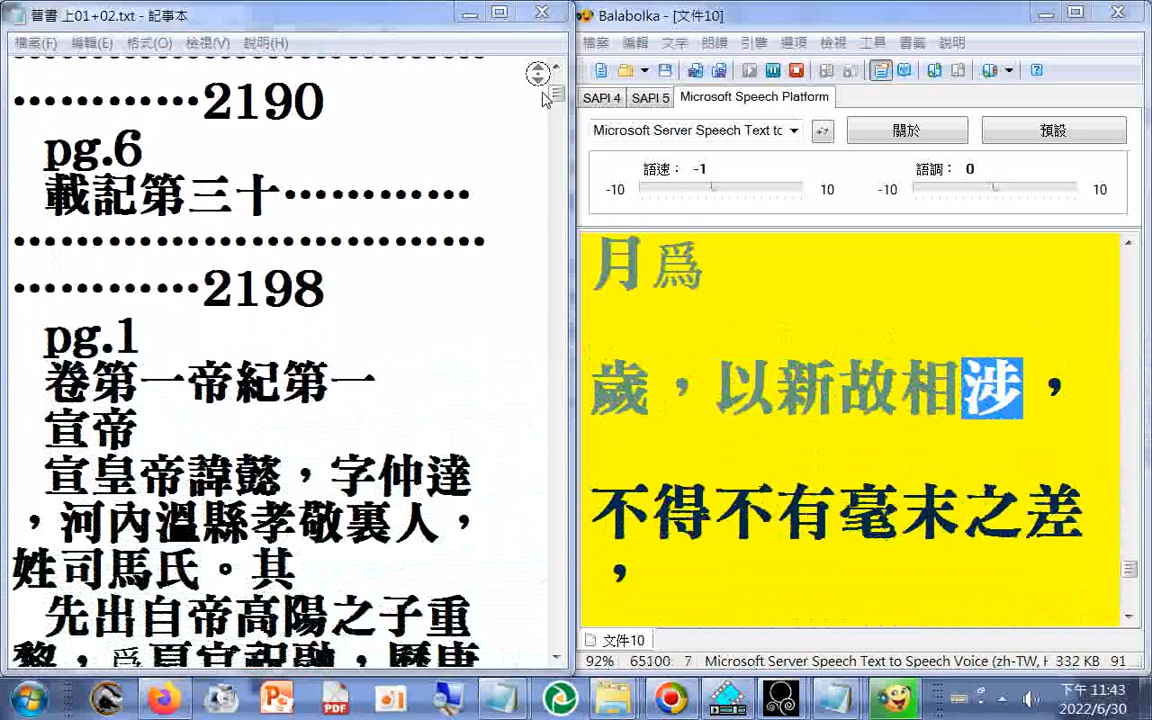 晉書 上01+02.txt - 記事本
檔案(F) 編輯(E) 格式(O) 檢視(V) 說明(H)
…………2190
pg.6
載記第三十…………
…………………………
…………2198
pg.1
卷第一帝紀第一
宣帝
宣皇帝諱懿，字仲達
，河內溫縣孝敬裏人，
姓司馬氏。其
先出自帝高陽之子重
黎，爲夏官祝融，歷唐
Balabolka - [文件10]
檔案 編輯 文字 朗讀 引擎 選項 檢視 工具 書籤 說明
SAPI 4 SAPI 5 Microsoft Speech Platform
Microsoft Server Speech Text to 關於 預設
語速： -1 語調： 0
-10 10 -10 10
月爲
歲，以新故相涉，
不得不有毫末之差
，
文件10
92% 65100: 7 Microsoft Server Speech Text to Speech Voice (zh-TW, H 332 KB 91
下午 11:43
2022/6/30